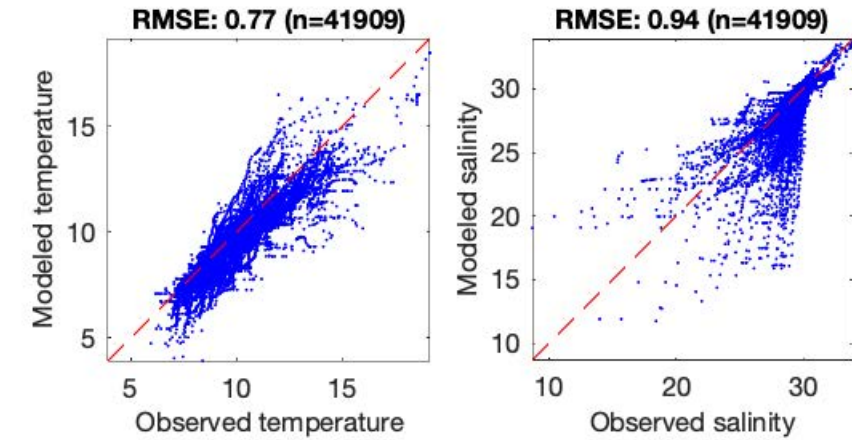 RMSE: 0.77 (n=41909)
Modeled temperature
15
10
5
5 10 15
Observed temperature
RMSE: 0.94 (n=41909)
Modeled salinity
30
25
20
15
10
10 20 30
Observed salinity